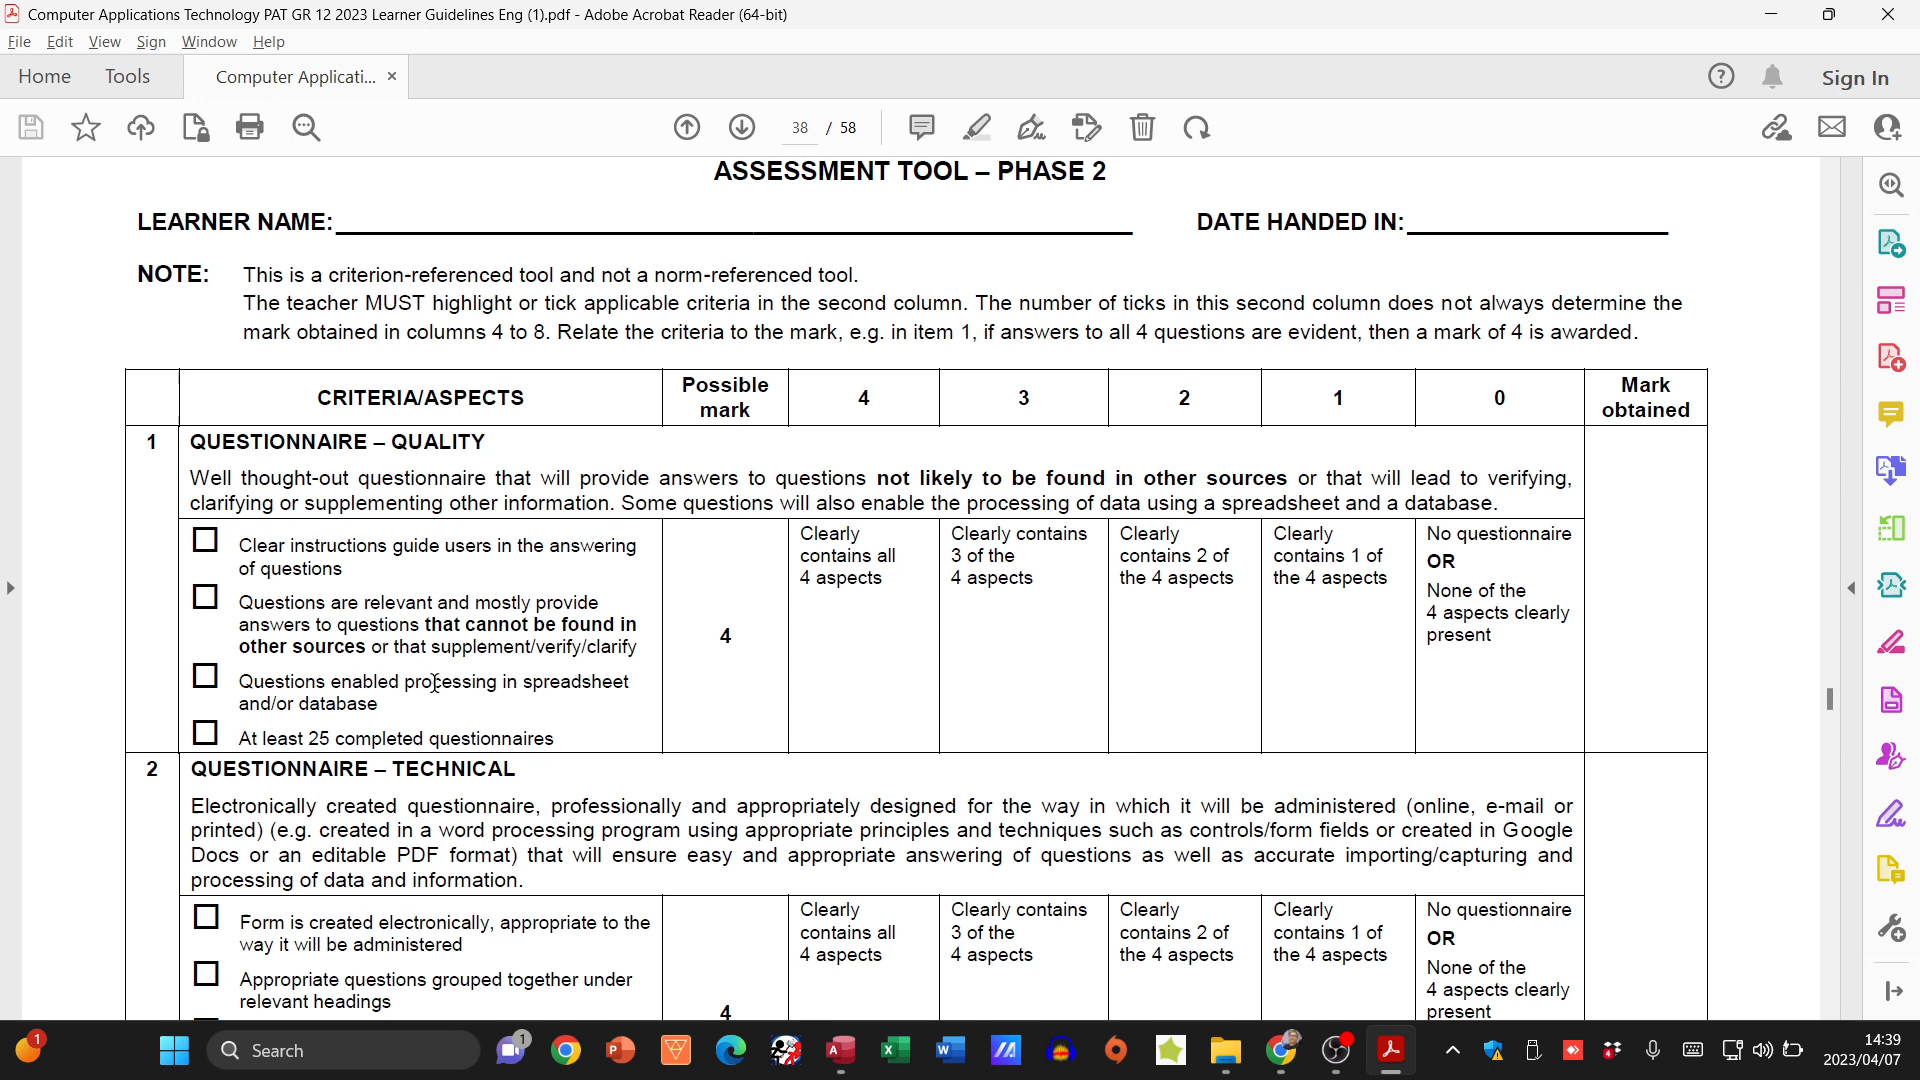 Computer Applications Technology PAT GR 12 2023 Learner Guidelines Eng (1).pdf - Adobe Acrobat Reader (64-bit)
File Edit View Sign Window Help
Home Tools Computer Applicati... × Sign In
38 / 58
ASSESSMENT TOOL – PHASE 2
LEARNER NAME: DATE HANDED IN:
NOTE: This is a criterion-referenced tool and not a norm-referenced tool.
The teacher MUST highlight or tick applicable criteria in the second column. The number of ticks in this second column does not always determine the
mark obtained in columns 4 to 8. Relate the criteria to the mark, e.g. in item 1, if answers to all 4 questions are evident, then a mark of 4 is awarded.
CRITERIA/ASPECTS
Possible
mark
4
3
2
1
0
Mark
obtained
1 QUESTIONNAIRE – QUALITY
Well thought-out questionnaire that will provide answers to questions not likely to be found in other sources or that will lead to verifying,
clarifying or supplementing other information. Some questions will also enable the processing of data using a spreadsheet and a database.
Clear instructions guide users in the answering
of questions
Questions are relevant and mostly provide
answers to questions that cannot be found in
other sources or that supplement/verify/clarify
Questions enabled processing in spreadsheet
and/or database
At least 25 completed questionnaires
4
Clearly
contains all
4 aspects
Clearly contains
3 of the
4 aspects
Clearly
contains 2 of
the 4 aspects
Clearly
contains 1 of
the 4 aspects
No questionnaire
OR
None of the
4 aspects clearly
present
2 QUESTIONNAIRE – TECHNICAL
Electronically created questionnaire, professionally and appropriately designed for the way in which it will be administered (online, e-mail or
printed) (e.g. created in a word processing program using appropriate principles and techniques such as controls/form fields or created in Google
Docs or an editable PDF format) that will ensure easy and appropriate answering of questions as well as accurate importing/capturing and
processing of data and information.
Form is created electronically, appropriate to the
way it will be administered
Appropriate questions grouped together under
relevant headings
4
Clearly
contains all
4 aspects
Clearly contains
3 of the
4 aspects
Clearly
contains 2 of
the 4 aspects
Clearly
contains 1 of
the 4 aspects
No questionnaire
OR
None of the
4 aspects clearly
present
1
Search
1
4
14:39
2023/04/07